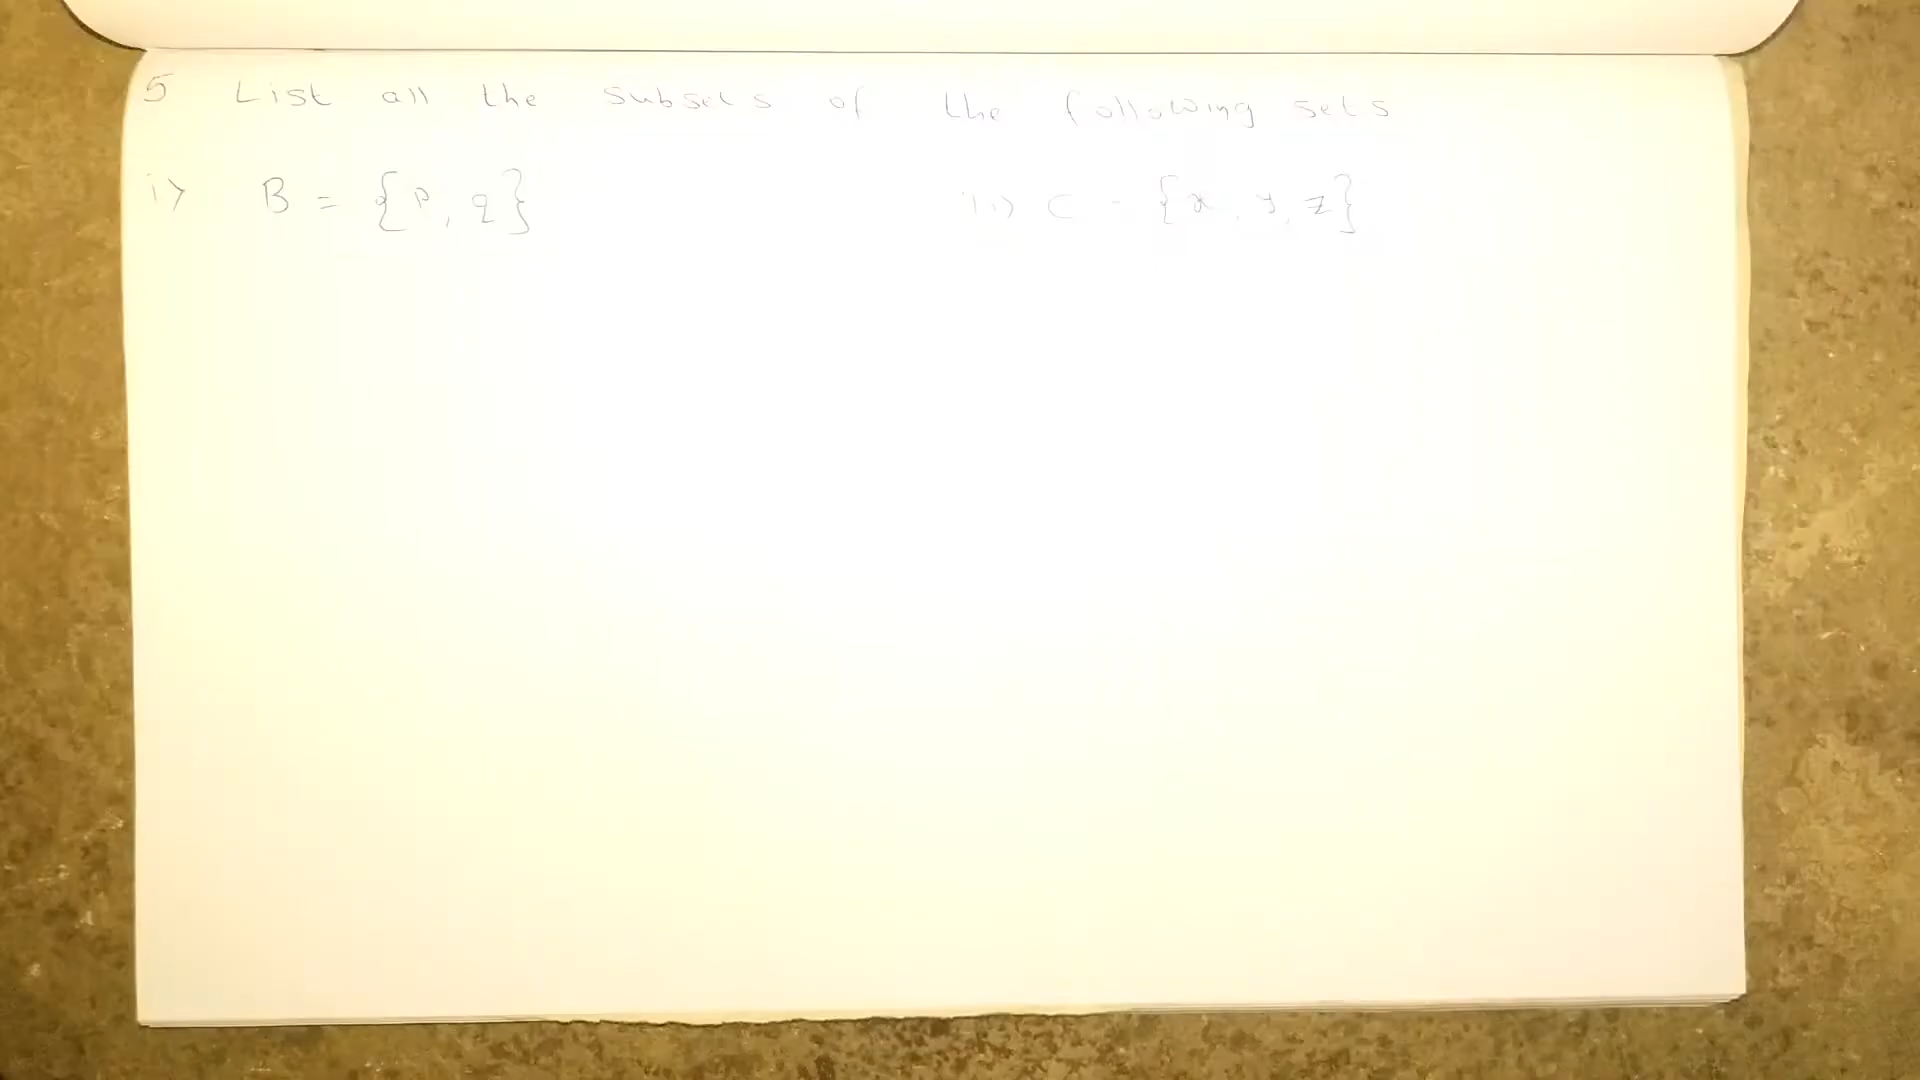 5 List all the subsets of the following sets
i) B = {p, q} ii) C = {x, y, z}